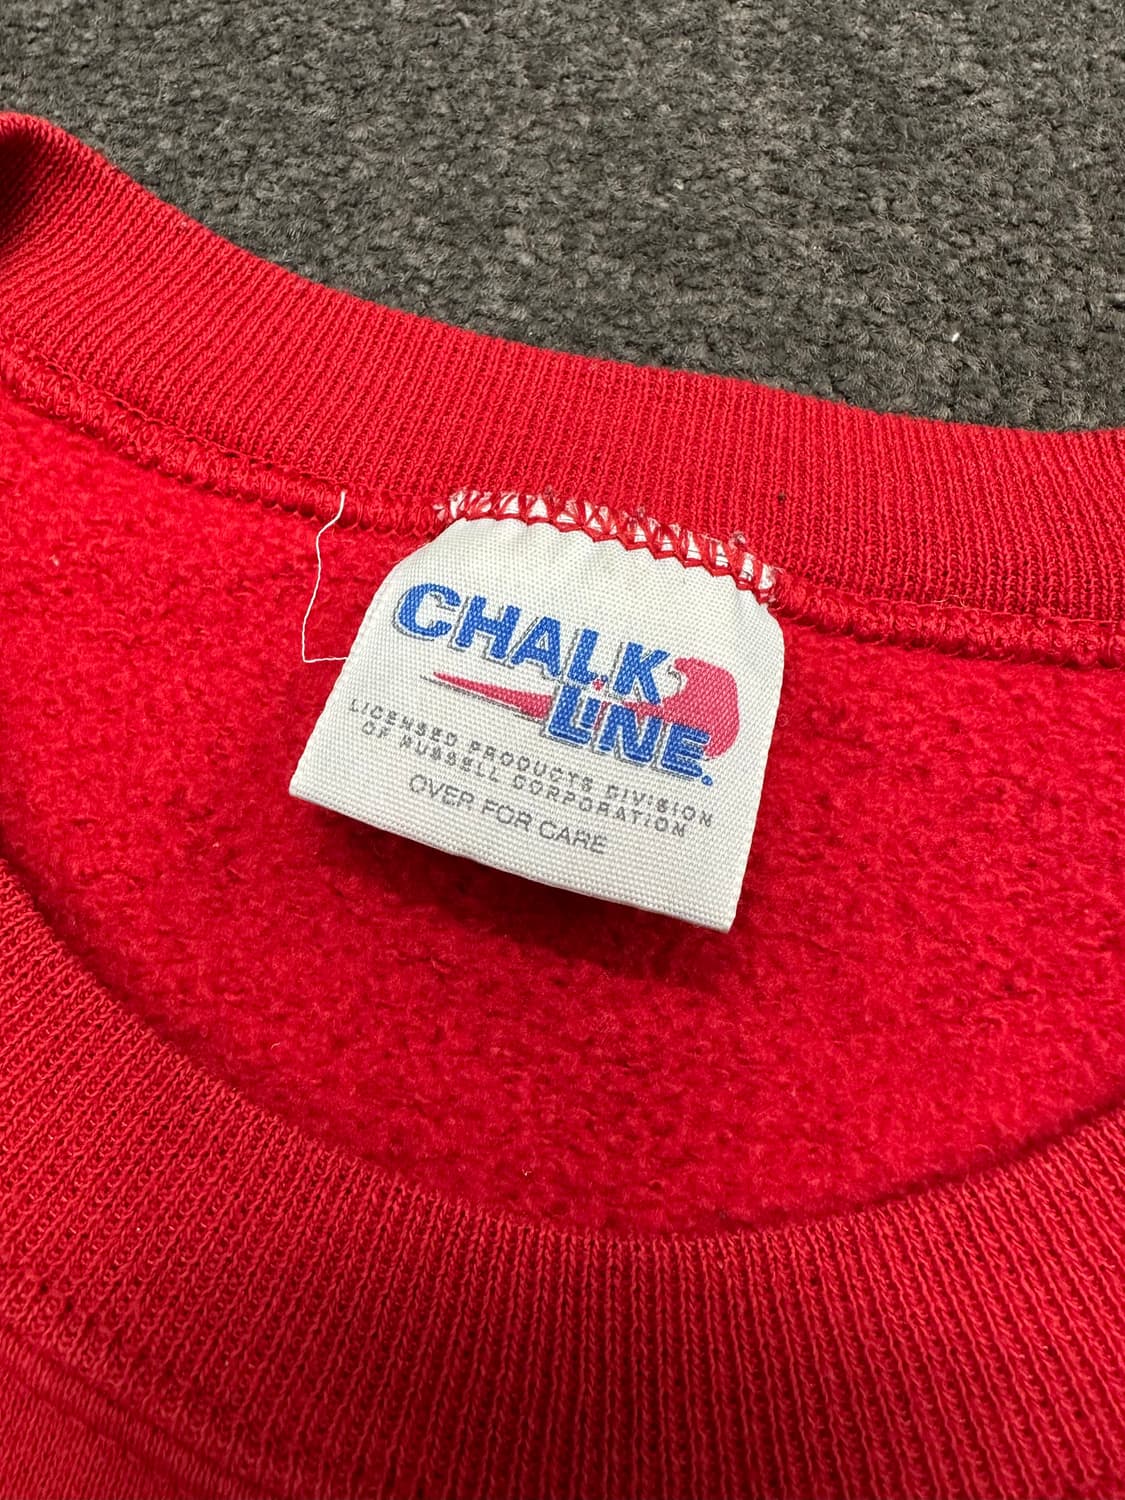 CHALK
LiNE.
LICENSED PRODUCTS DIVISION
OF RUSSELL CORPORATION
OVER FOR CARE